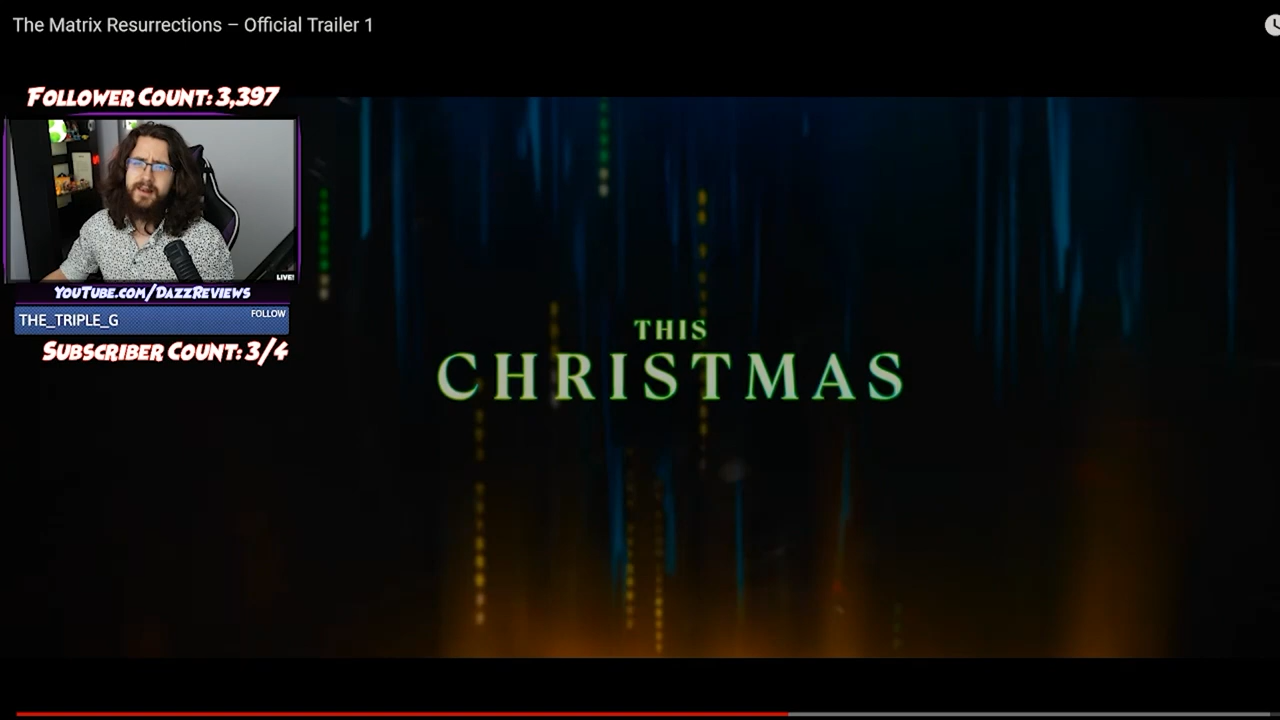 The Matrix Resurrections – Official Trailer 1
Follower Count: 3,397
LIVE!
YouTube.com/DazzReviews
THE_TRIPLE_G
FOLLOW
Subscriber Count: 3/4
THIS
CHRISTMAS